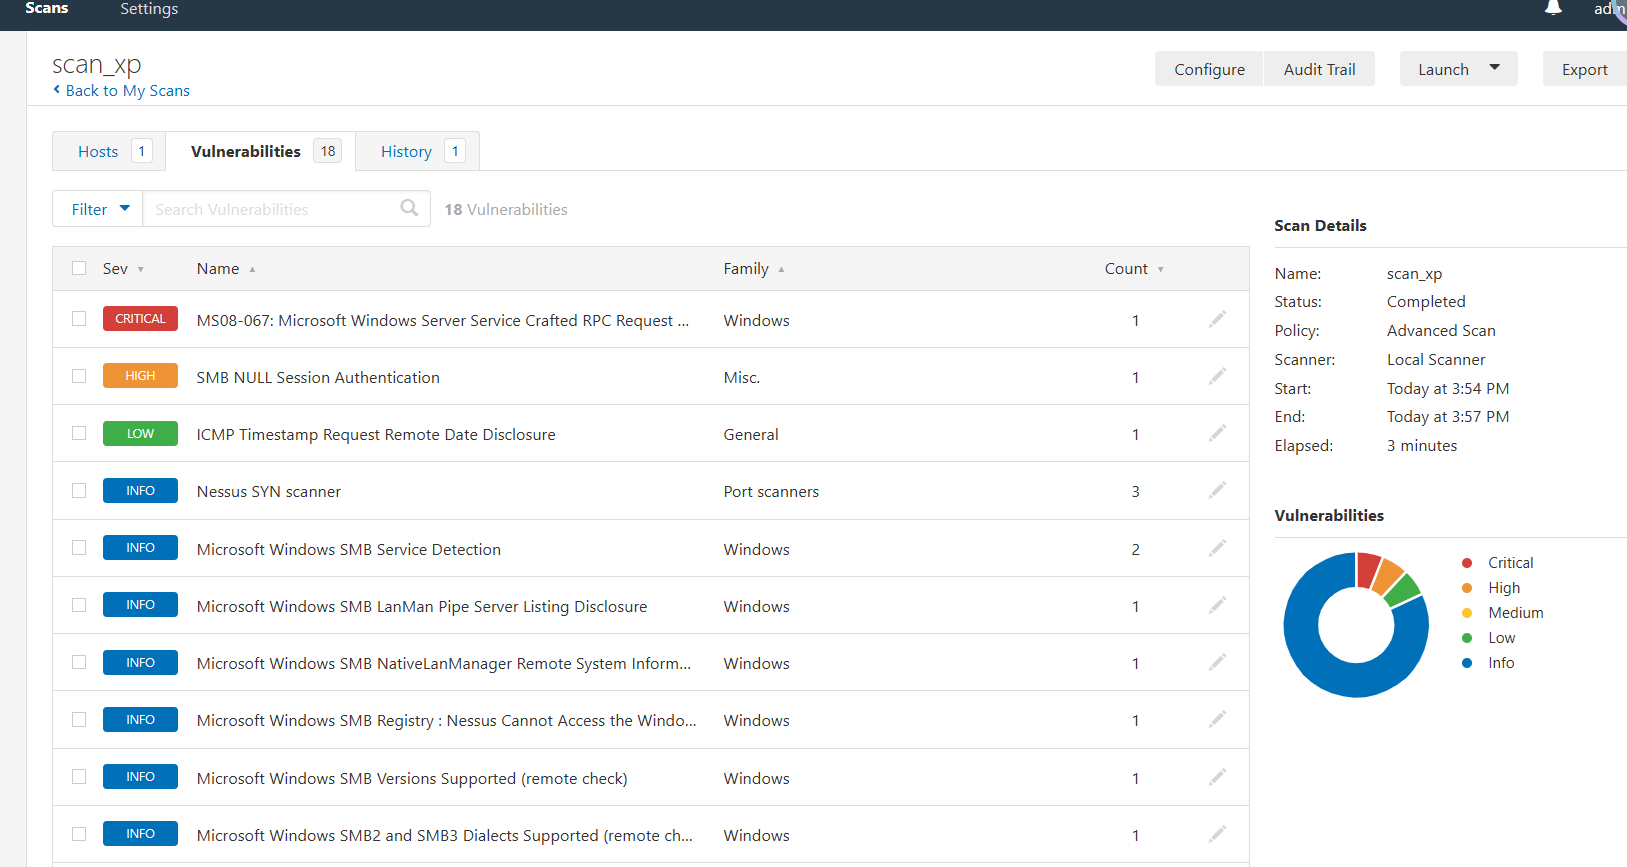 Scans Settings
scan_xp
Back to My Scans
Configure Audit Trail Launch Export
Hosts 1 Vulnerabilities 18 History 1
Filter Search Vulnerabilities 18 Vulnerabilities
Sev Name Family Count
CRITICAL MS08-067: Microsoft Windows Server Service Crafted RPC Request ... Windows 1
HIGH SMB NULL Session Authentication Misc. 1
LOW ICMP Timestamp Request Remote Date Disclosure General 1
INFO Nessus SYN scanner Port scanners 3
INFO Microsoft Windows SMB Service Detection Windows 2
INFO Microsoft Windows SMB LanMan Pipe Server Listing Disclosure Windows 1
INFO Microsoft Windows SMB NativeLanManager Remote System Inform... Windows 1
INFO Microsoft Windows SMB Registry : Nessus Cannot Access the Windo... Windows 1
INFO Microsoft Windows SMB Versions Supported (remote check) Windows 1
INFO Microsoft Windows SMB2 and SMB3 Dialects Supported (remote ch... Windows 1
Scan Details
Name: scan_xp
Status: Completed
Policy: Advanced Scan
Scanner: Local Scanner
Start: Today at 3:54 PM
End: Today at 3:57 PM
Elapsed: 3 minutes
Vulnerabilities
Critical
High
Medium
Low
Info